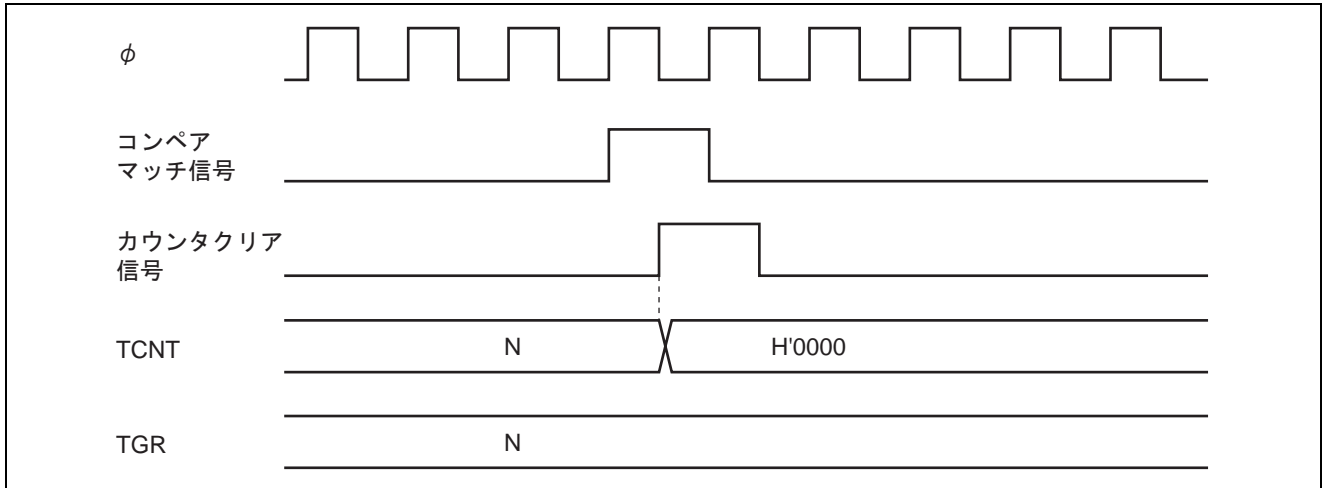 φ
コンペア
マッチ信号
カウンタクリア
信号
TCNT
N
H'0000
TGR
N